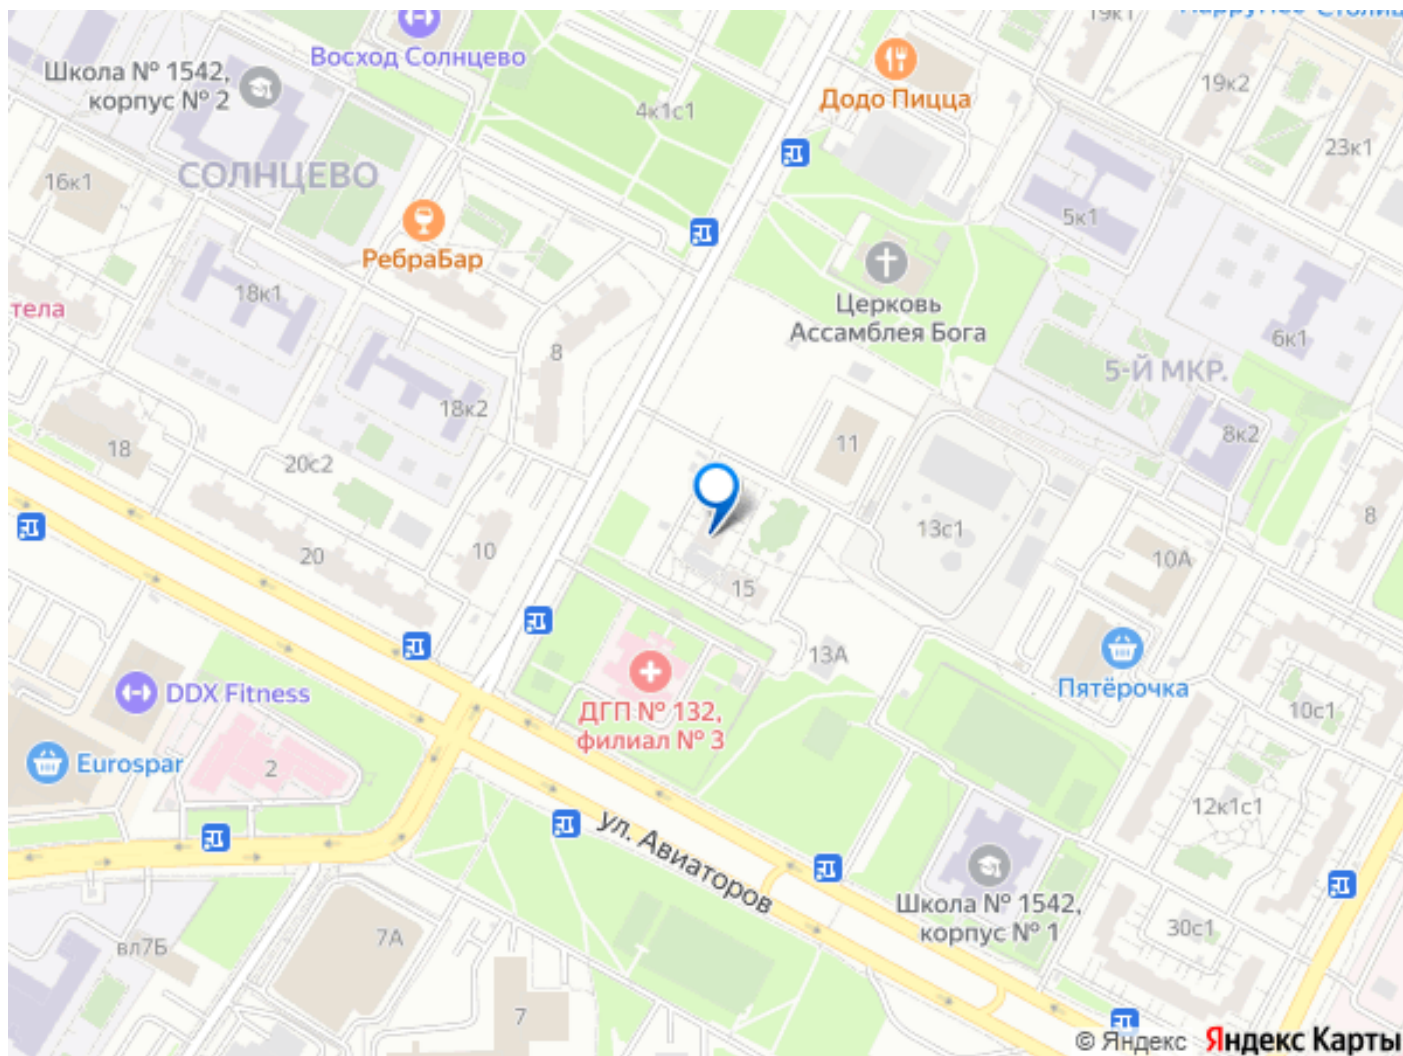 19к1
Восход Солнцево
Школа № 1542,
корпус № 2
Додо Пицца
4к1с1
19к2
23к1
СОЛНЦЕВО
16к1
5к1
РебраБар
Церковь
Ассамблея Бога
18к1
тела
6к1
8
5-Й МКР.
18к2
8к2
11
18
20с2
8
13с1
10
20
10А
15
13А
DDX Fitness
Пятёрочка
ДГП № 132,
филиал № 3
10с1
Eurospar
2
12к1с1
ул. Авиаторов
Школа № 1542,
корпус № 1
30с1
7А
вл7Б
7
© Яндекс Яндекс Карты